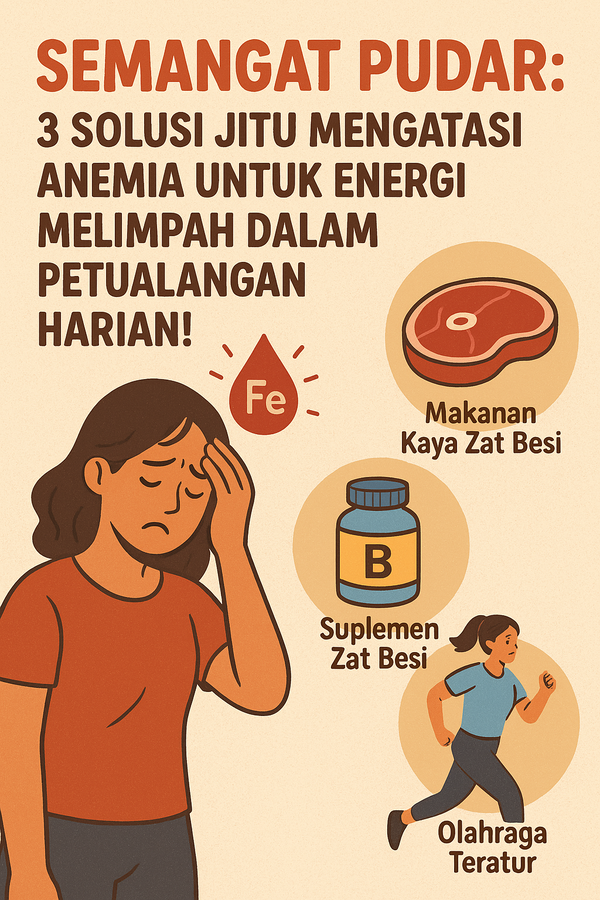 SEMANGAT PUDAR:
3 SOLUSI JITU MENGATASI
ANEMIA UNTUK ENERGI
MELIMPAH DALAM
PETUALANGAN
HARIAN!
Fe
Makanan
Kaya Zat Besi
B
Suplemen
Zat Besi
Olahraga
Teratur